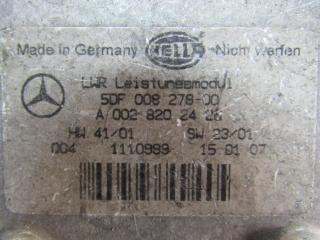 Made in Germany HELLA Nicht werfen
LWR Leistungsmodul
5DF 008 278-00
A 002 820 24 26
HW 41/01 SW 23/01
004 1110999 15 01 07